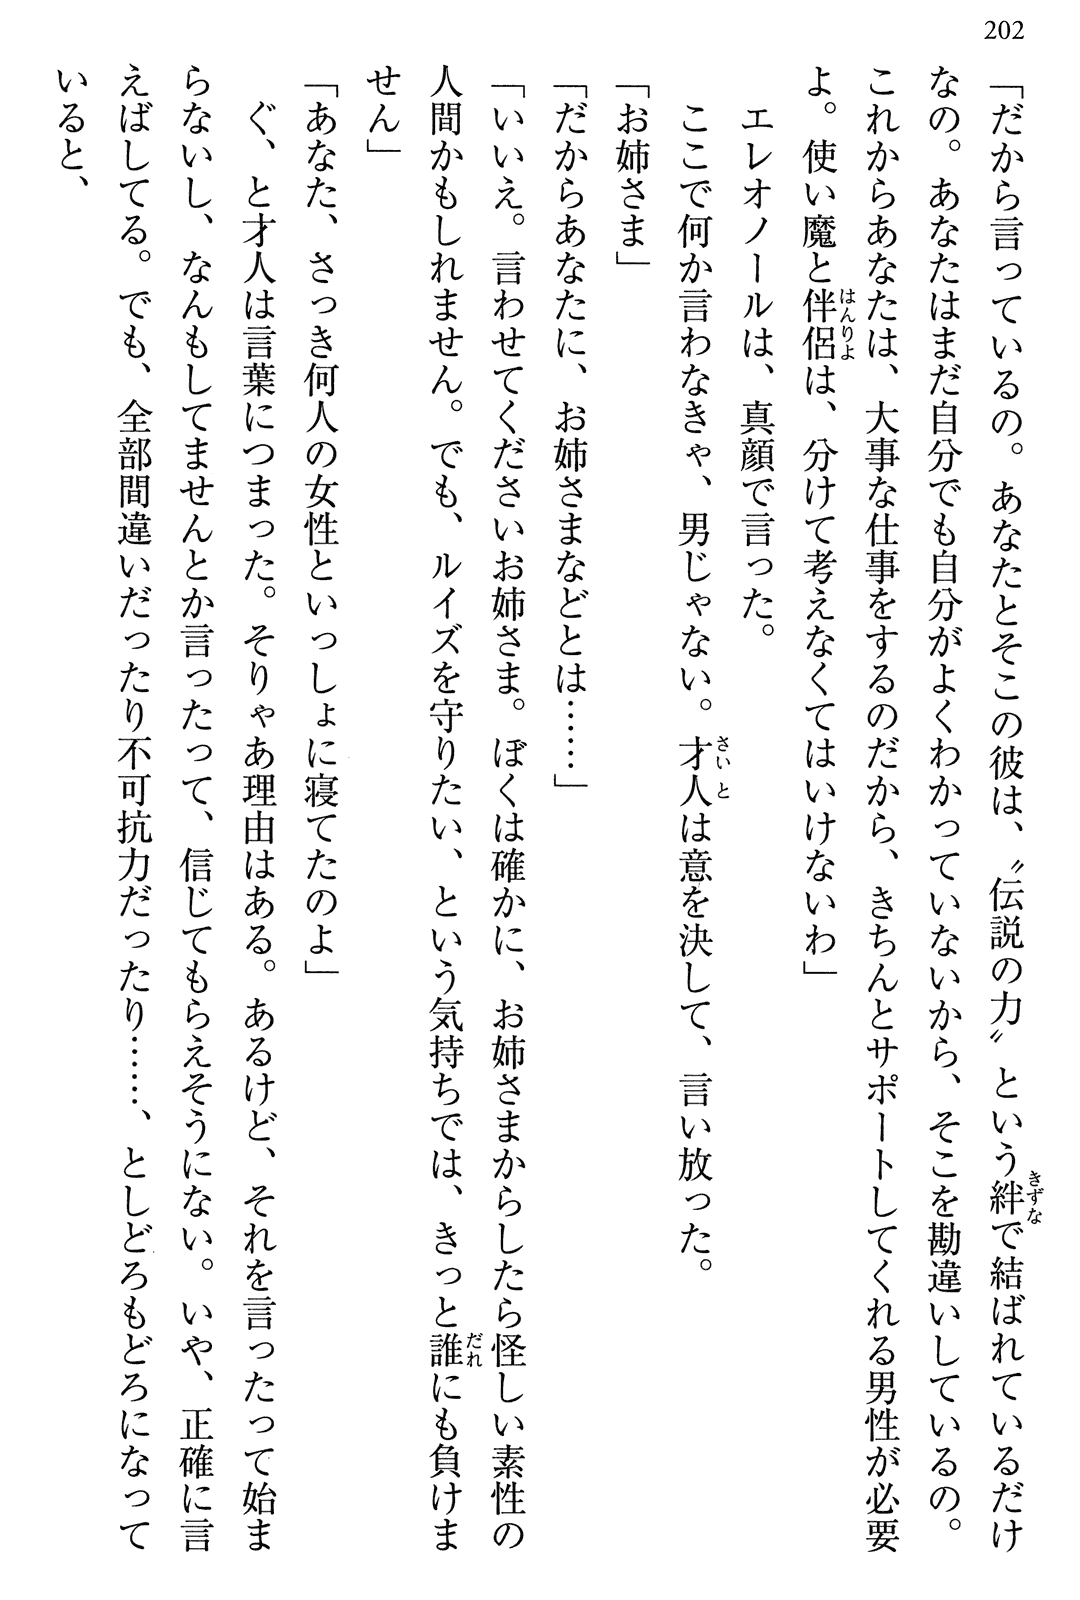 202
「だから言っているの。あなたとそこの彼は、〝伝説の力〟という絆で結ばれているだけ
なの。あなたはまだ自分でも自分がよくわかっていないから、そこを勘違いしているの。
これからあなたは、大事な仕事をするのだから、きちんとサポートしてくれる男性が必要
よ。使い魔と伴侶は、分けて考えなくてはいけないわ」
　エレオノールは、真顔で言った。
　ここで何か言わなきゃ、男じゃない。才人は意を決して、言い放った。
「お姉さま」
「だからあなたに、お姉さまなどとは……」
「いいえ。言わせてくださいお姉さま。ぼくは確かに、お姉さまからしたら怪しい素性の
人間かもしれません。でも、ルイズを守りたい、という気持ちでは、きっと誰にも負けま
せん」
「あなた、さっき何人の女性といっしょに寝てたのよ」
　ぐ、と才人は言葉につまった。そりゃあ理由はある。あるけど、それを言ったって始ま
らないし、なんもしてませんとか言ったって、信じてもらえそうにない。いや、正確に言
えばしてる。でも、全部間違いだったり不可抗力だったり……、としどろもどろになって
いると、